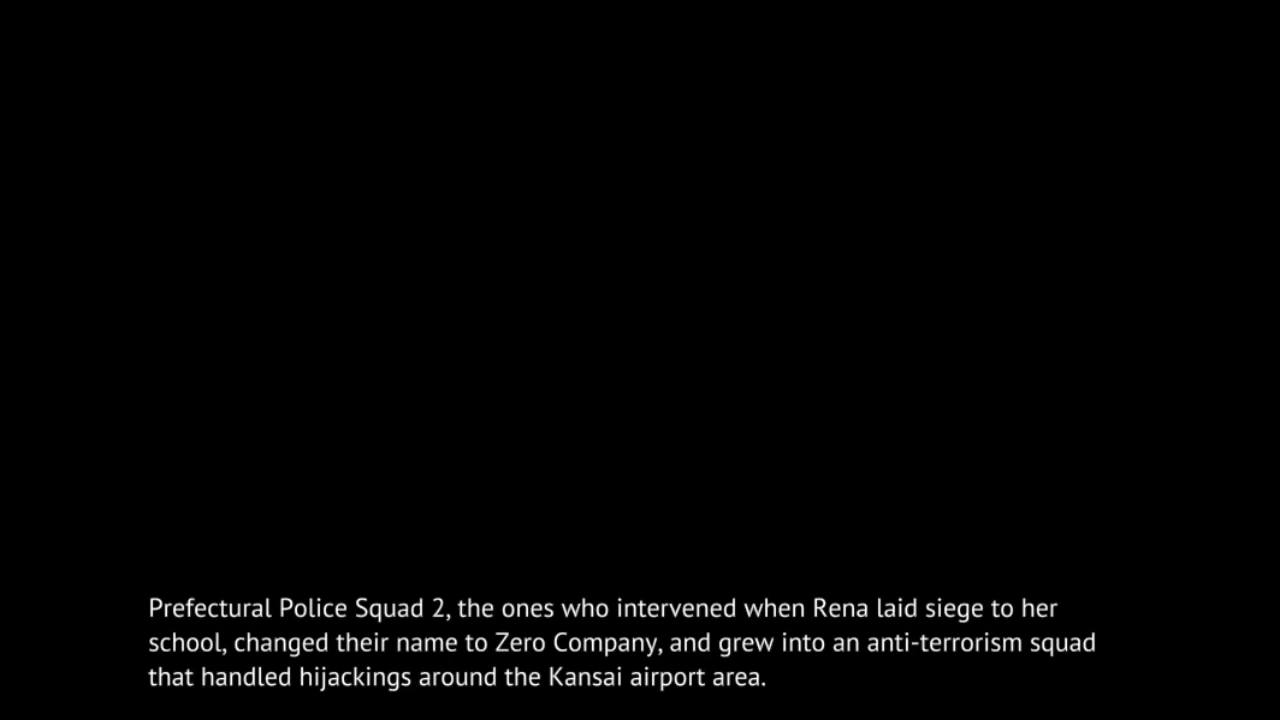 Prefectural Police Squad 2, the ones who intervened when Rena laid siege to her
school, changed their name to Zero Company, and grew into an anti-terrorism squad
that handled hijackings around the Kansai airport area.